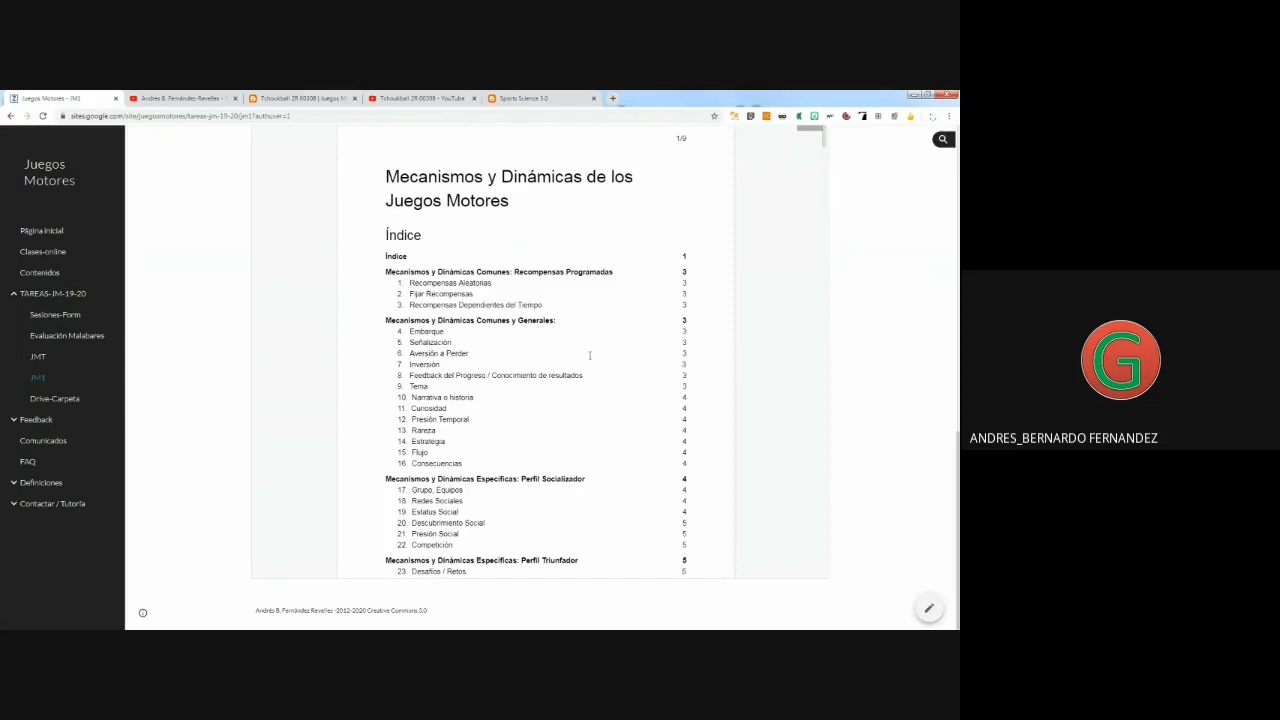 Juegos Motores - JM1
Andres B. Fernández-Revelles -
Tchoukball 2R 00308 | Juegos M
Tchoukball 2R 00308 - YouTube
Sports Science 3.0
sites.google.com/site/juegosmotores/tareas-jm-19-20/jm1?authuser=1
Juegos
Motores
Página inicial
Clases-online
Contenidos
TAREAS-JM-19-20
Sesiones-Form
Evaluación Malabares
JMT
JM1
Drive-Carpeta
Feedback
Comunicados
FAQ
Definiciones
Contactar / Tutoría
1/9
Mecanismos y Dinámicas de los
Juegos Motores
Índice
Índice 1
Mecanismos y Dinámicas Comunes: Recompensas Programadas 3
1. Recompensas Aleatorias 3
2. Fijar Recompensas 3
3. Recompensas Dependientes del Tiempo 3
Mecanismos y Dinámicas Comunes y Generales: 3
4. Embarque 3
5. Señalización 3
6. Aversión a Perder 3
7 Inversión 3
8. Feedback del Progreso / Conocimiento de resultados 3
9. Tema 3
10. Narrativa o historia 4
11. Curiosidad 4
12. Presión Temporal 4
13. Rareza 4
14. Estrategia 4
15. Flujo 4
16. Consecuencias 4
Mecanismos y Dinámicas Específicas: Perfil Socializador 4
17. Grupo, Equipos 4
18. Redes Sociales 4
19. Estatus Social 4
20. Descubrimiento Social 5
21 Presión Social 5
22. Competición 5
Mecanismos y Dinámicas Específicas: Perfil Triunfador 5
23. Desafíos / Retos 5
Andrés B. Fernández Revelles -2012-2020 Creative Commons 3.0
G
ANDRES_BERNARDO FERNANDEZ